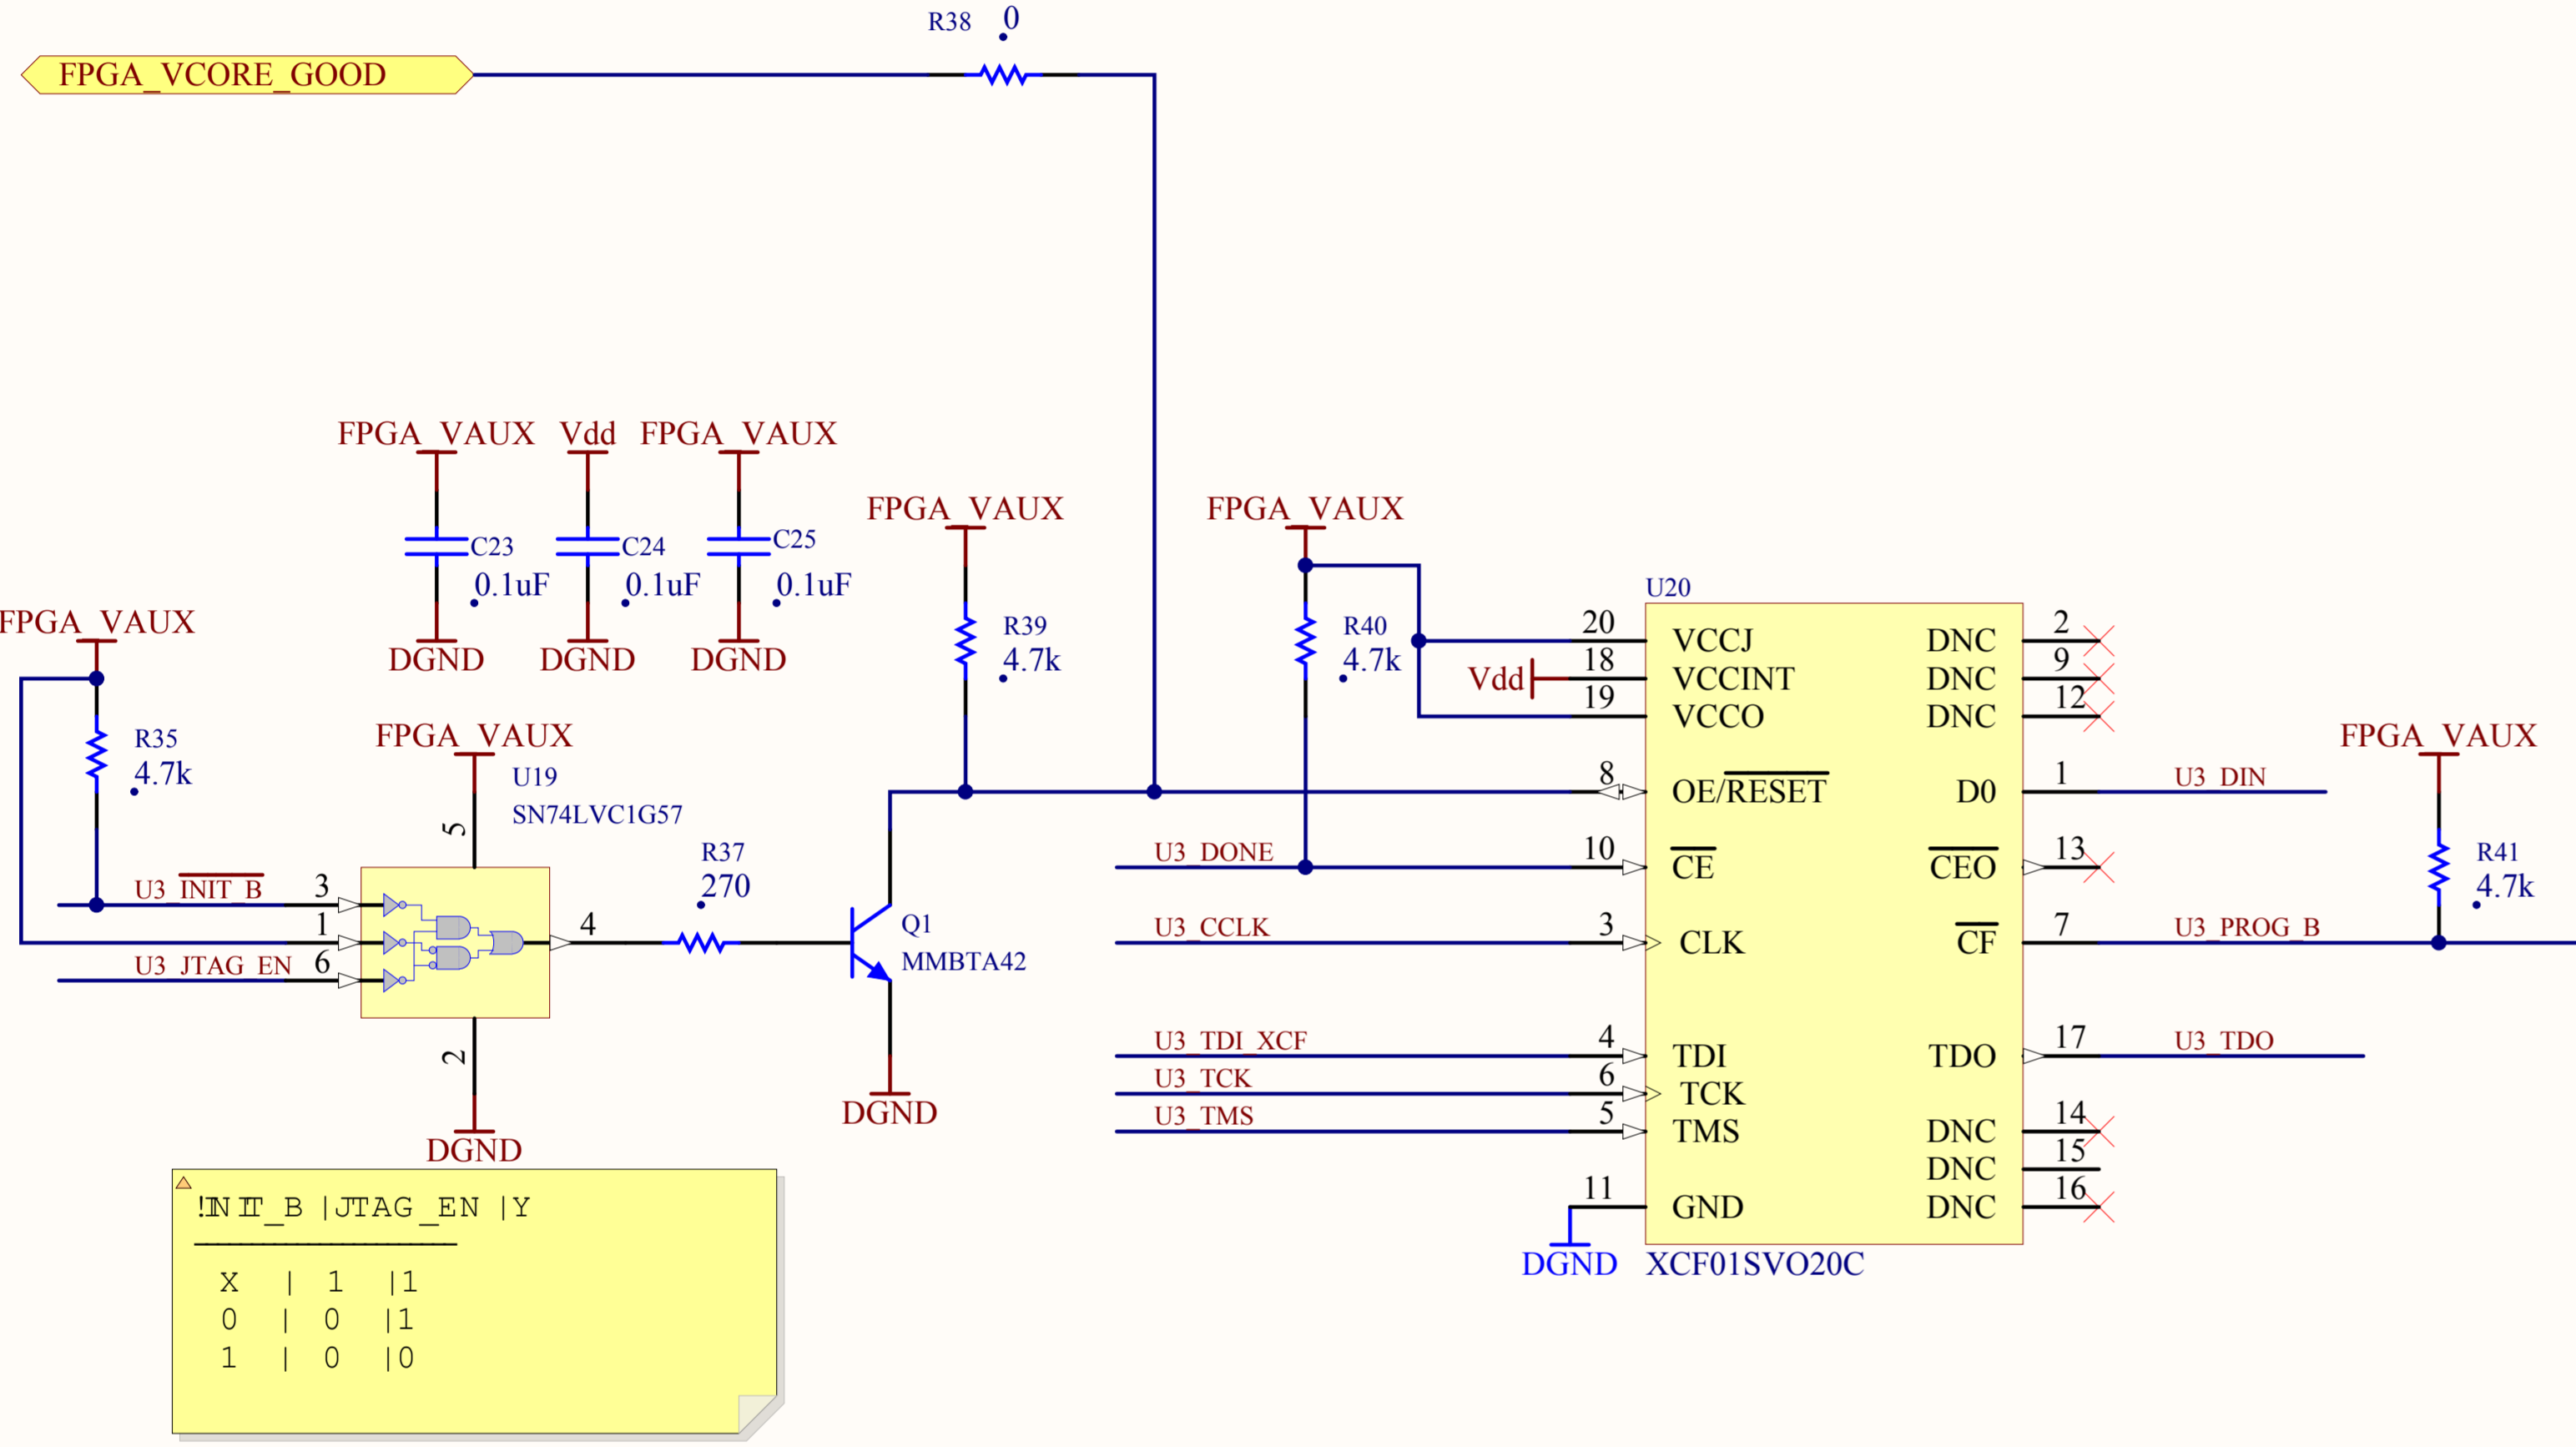 R38 0
FPGA_VCORE_GOOD
FPGA_VAUX Vdd FPGA_VAUX
C23 C24 C25
0.1uF 0.1uF 0.1uF
DGND DGND DGND
FPGA_VAUX
R39
4.7k
FPGA_VAUX
R40
4.7k
FPGA_VAUX
R35
4.7k
FPGA_VAUX
U19
SN74LVC1G57
5
U3_INIT_B 3
1
U3_JTAG_EN 6
4
2
DGND
R37
270
Q1
MMBTA42
DGND
U20
20 VCCJ
Vdd 18 VCCINT
19 VCCO
8 OE/RESET
U3_DONE 10 CE
U3_CCLK 3 CLK
U3_TDI_XCF 4 TDI
U3_TCK 6 TCK
U3_TMS 5 TMS
11 GND
DGND
DNC 2
DNC 9
DNC 12
D0 1 U3_DIN
CEO 13
CF 7 U3_PROG_B
TDO 17 U3_TDO
DNC 14
DNC 15
DNC 16
XCF01SVO20C
FPGA_VAUX
R41
4.7k
!INIT_B |JTAG_EN |Y
X | 1 |1
0 | 0 |1
1 | 0 |0